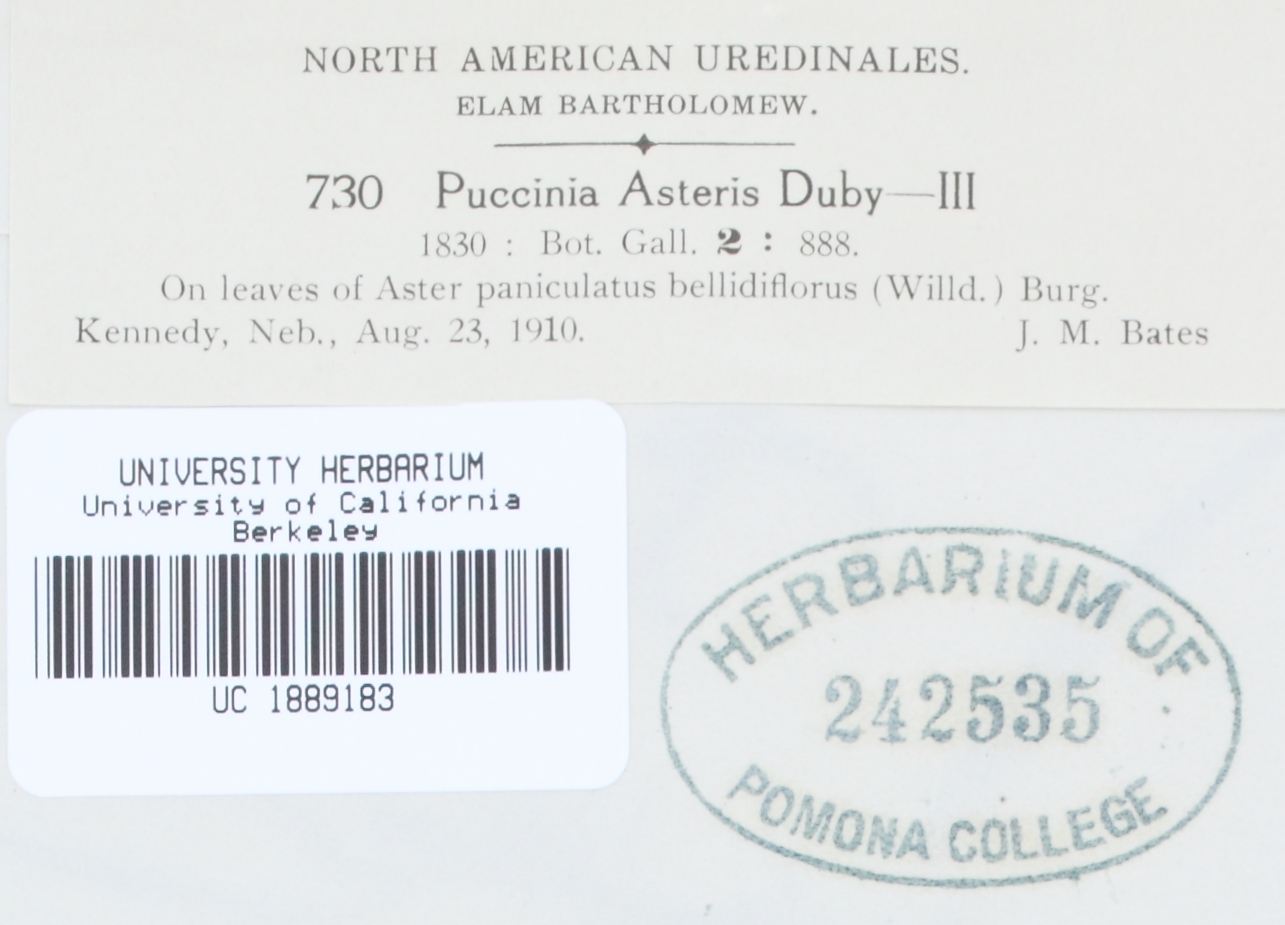 NORTH AMERICAN UREDINALES.
ELAM BARTHOLOMEW.
730 Puccinia Asteris Duby—III
1830 : Bot. Gall. 2 : 888.
On leaves of Aster paniculatus bellidiflorus (Willd.) Burg.
Kennedy, Neb., Aug. 23, 1910. J. M. Bates
UNIVERSITY HERBARIUM
University of California
Berkeley
UC 1889183
HERBARIUM OF
242535
POMONA COLLEGE